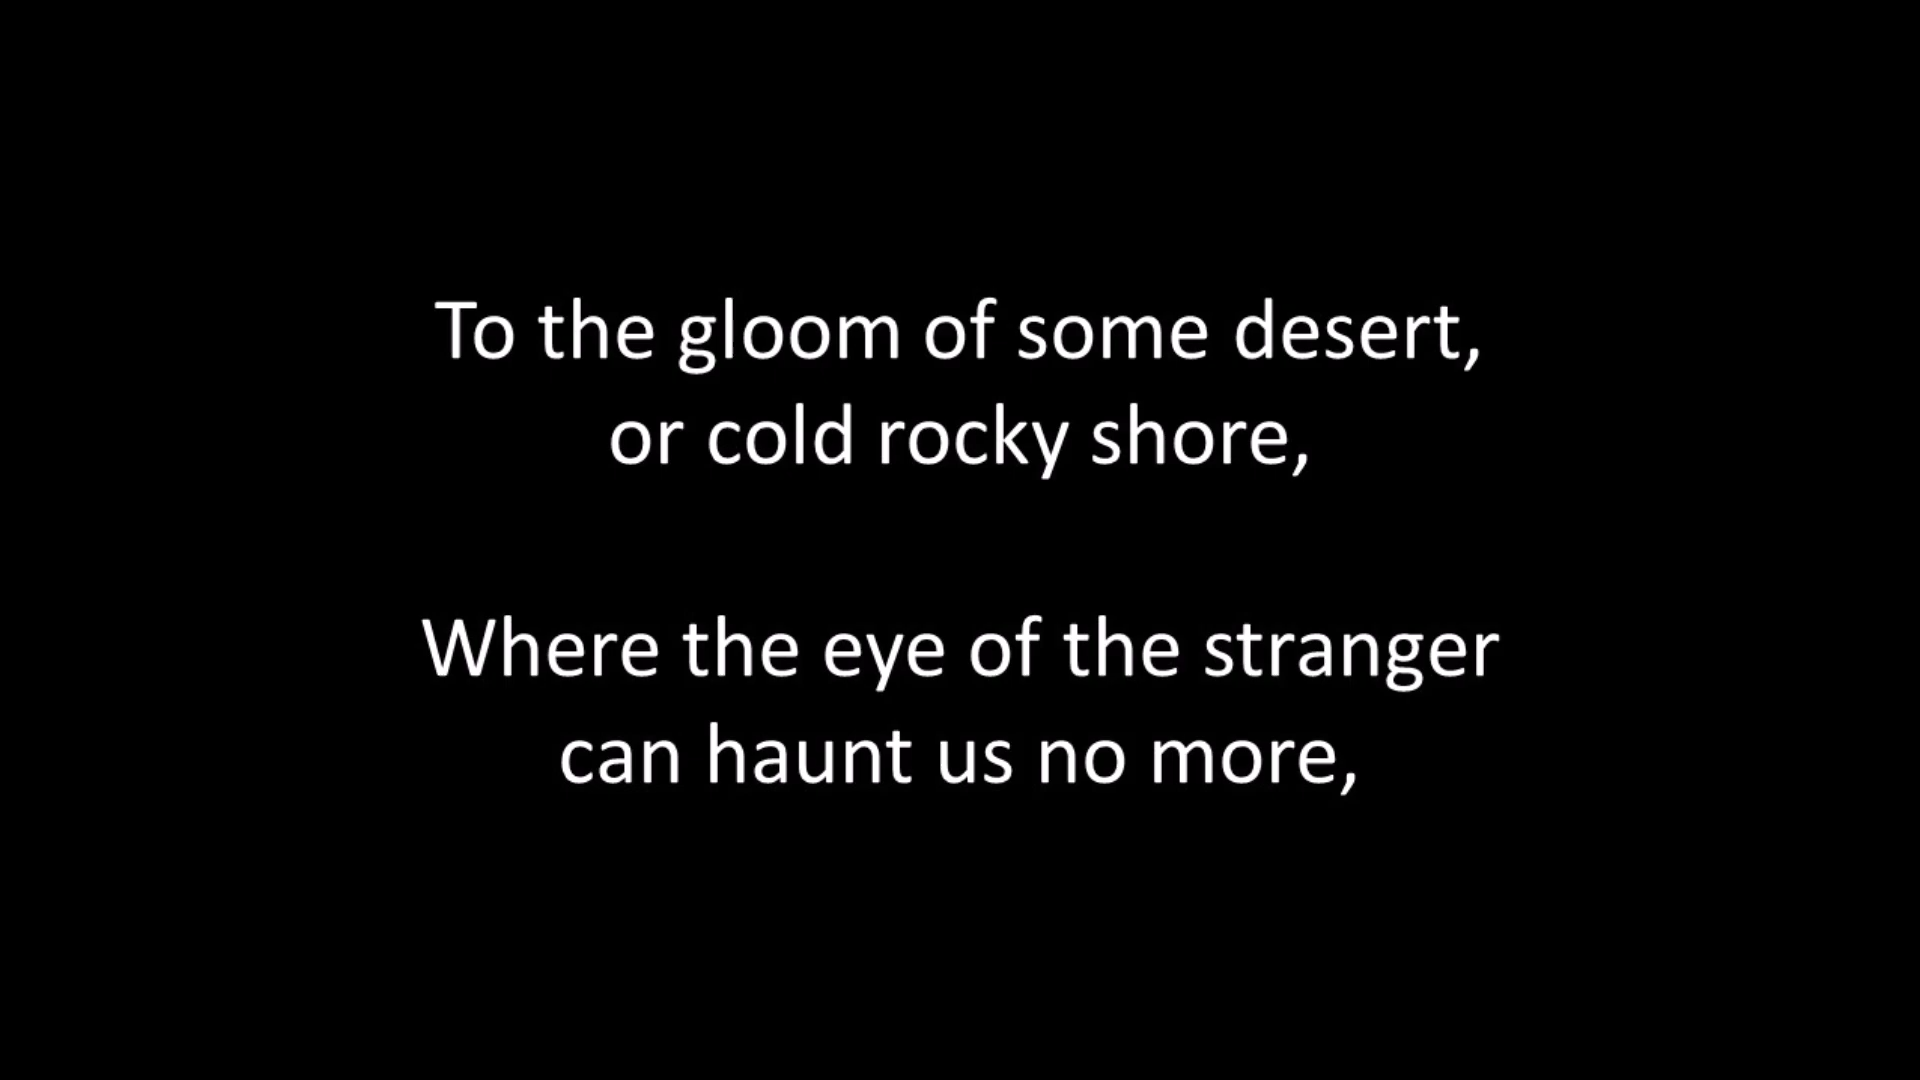 To the gloom of some desert,
or cold rocky shore,
Where the eye of the stranger
can haunt us no more,